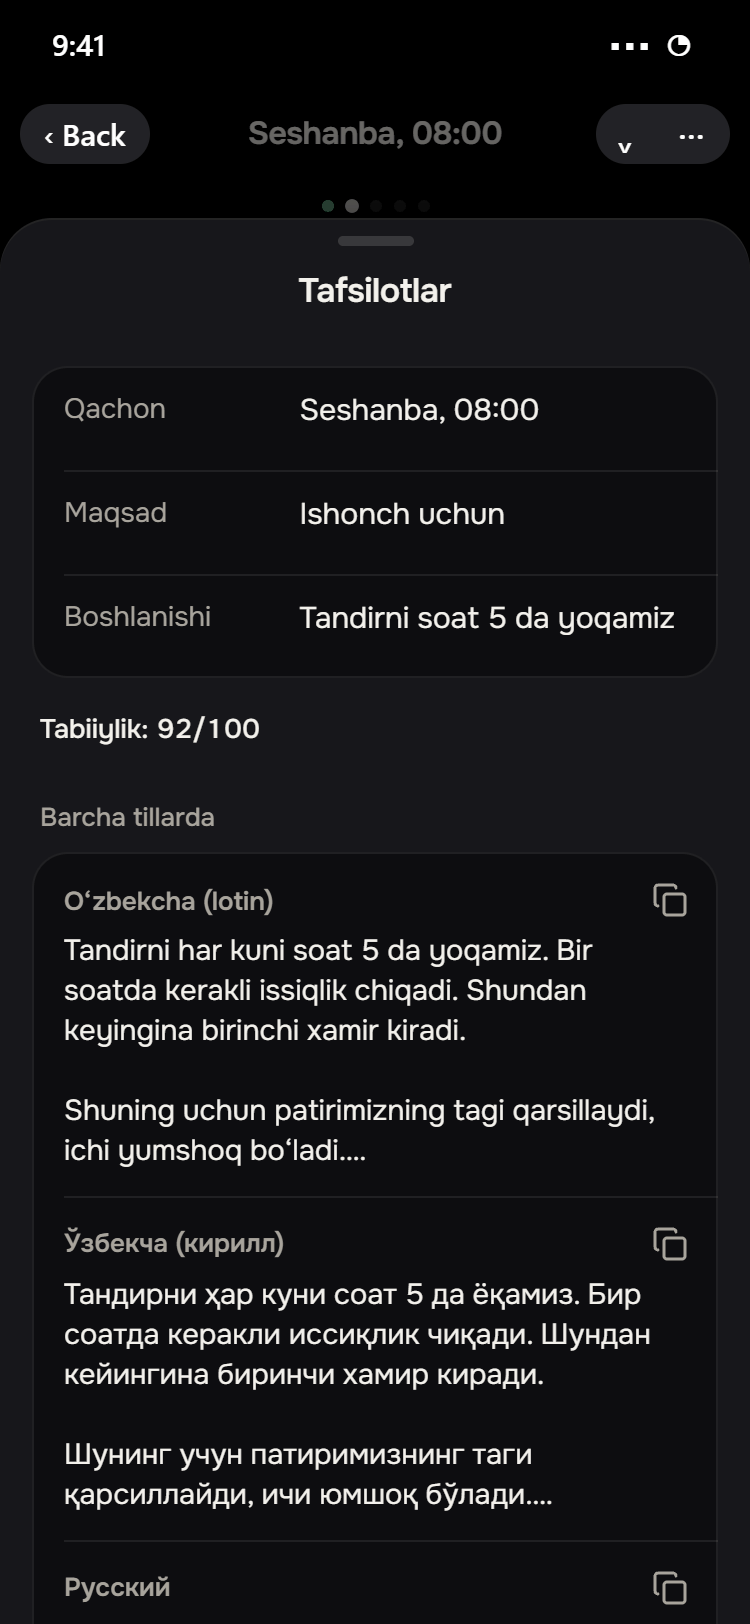 9:41
‹ Back
Seshanba, 08:00
Tafsilotlar
Qachon
Seshanba, 08:00
Maqsad
Ishonch uchun
Boshlanishi
Tandirni soat 5 da yoqamiz
Tabiiylik: 92/100
Barcha tillarda
Oʻzbekcha (lotin)
Tandirni har kuni soat 5 da yoqamiz. Bir
soatda kerakli issiqlik chiqadi. Shundan
keyingina birinchi xamir kiradi.
Shuning uchun patirimizning tagi qarsillaydi,
ichi yumshoq boʻladi....
Ўзбекча (кирилл)
Тандирни ҳар куни соат 5 да ёқамиз. Бир
соатда керакли иссиқлик чиқади. Шундан
кейингина биринчи хамир киради.
Шунинг учун патиримизнинг таги
қарсиллайди, ичи юмшоқ бўлади....
Русский